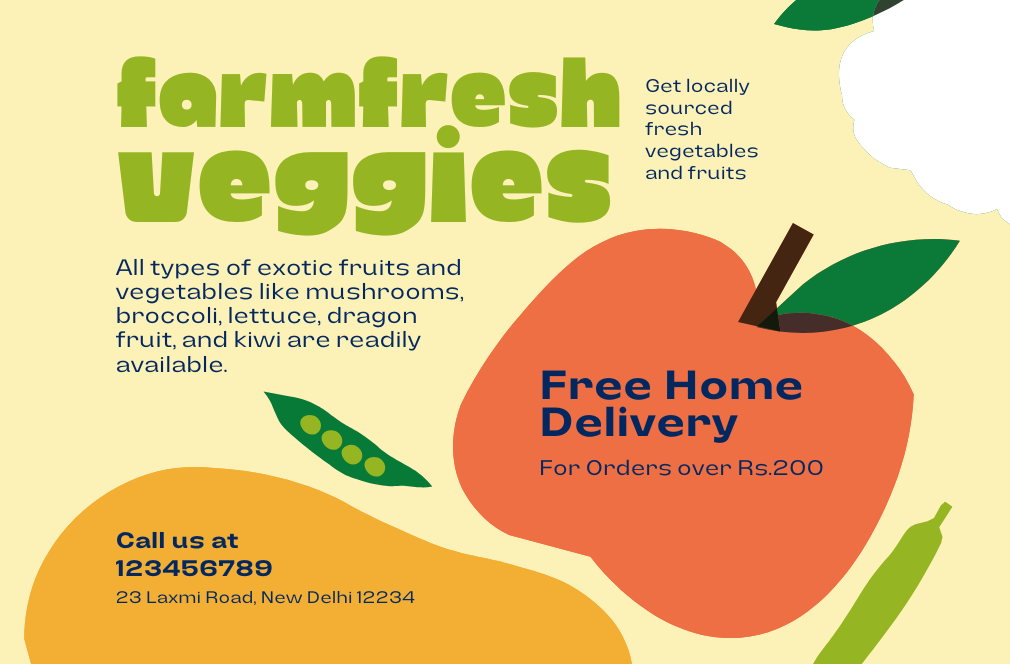 farmfresh
veggies
Get locally
sourced
fresh
vegetables
and fruits
All types of exotic fruits and
vegetables like mushrooms,
broccoli, lettuce, dragon
fruit, and kiwi are readily
available.
Free Home
Delivery
For Orders over Rs.200
Call us at
123456789
23 Laxmi Road, New Delhi 12234